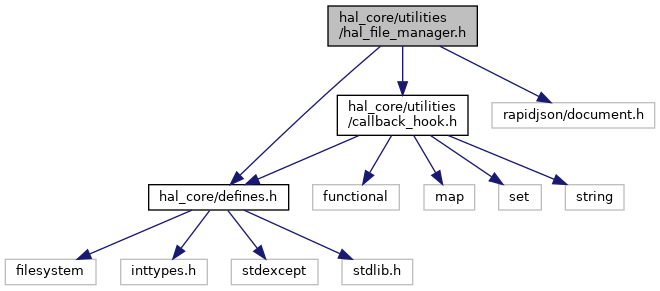 hal_core/utilities
/hal_file_manager.h
hal_core/utilities
/callback_hook.h
rapidjson/document.h
hal_core/defines.h
functional
map
set
string
filesystem
inttypes.h
stdexcept
stdlib.h